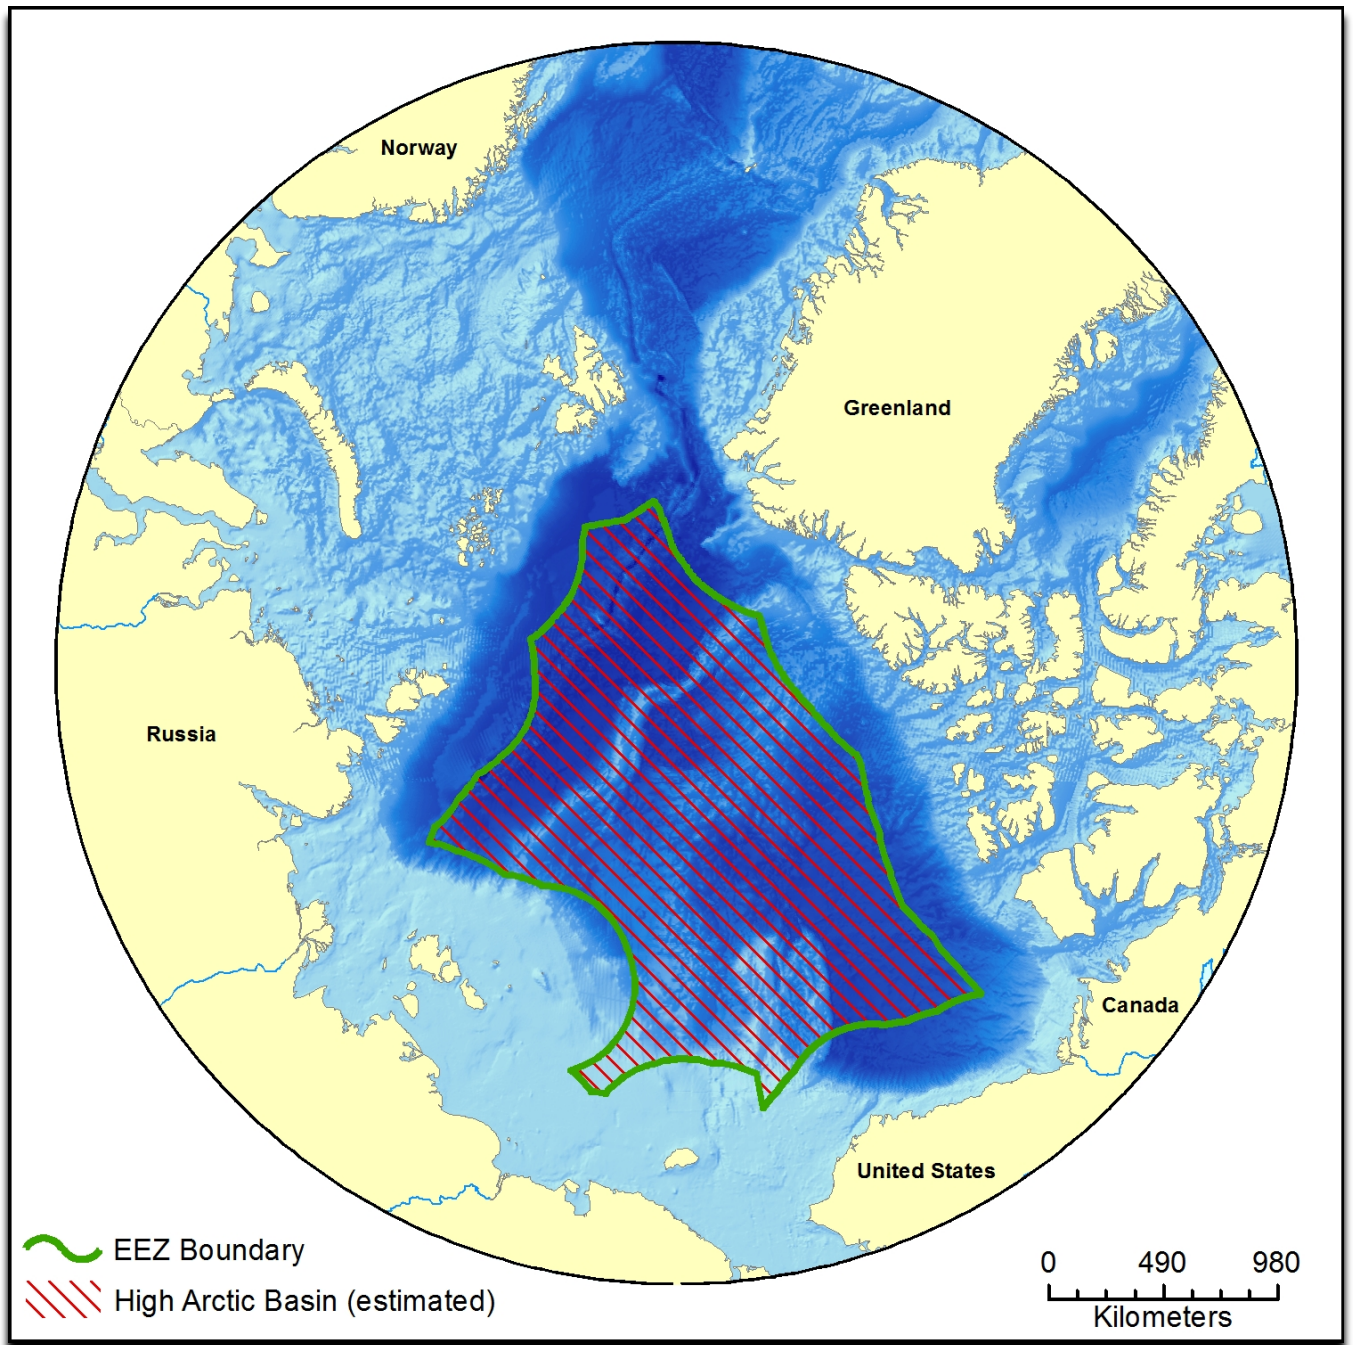 Norway
Greenland
Russia
Canada
United States
EEZ Boundary
High Arctic Basin (estimated)
0 490 980
Kilometers